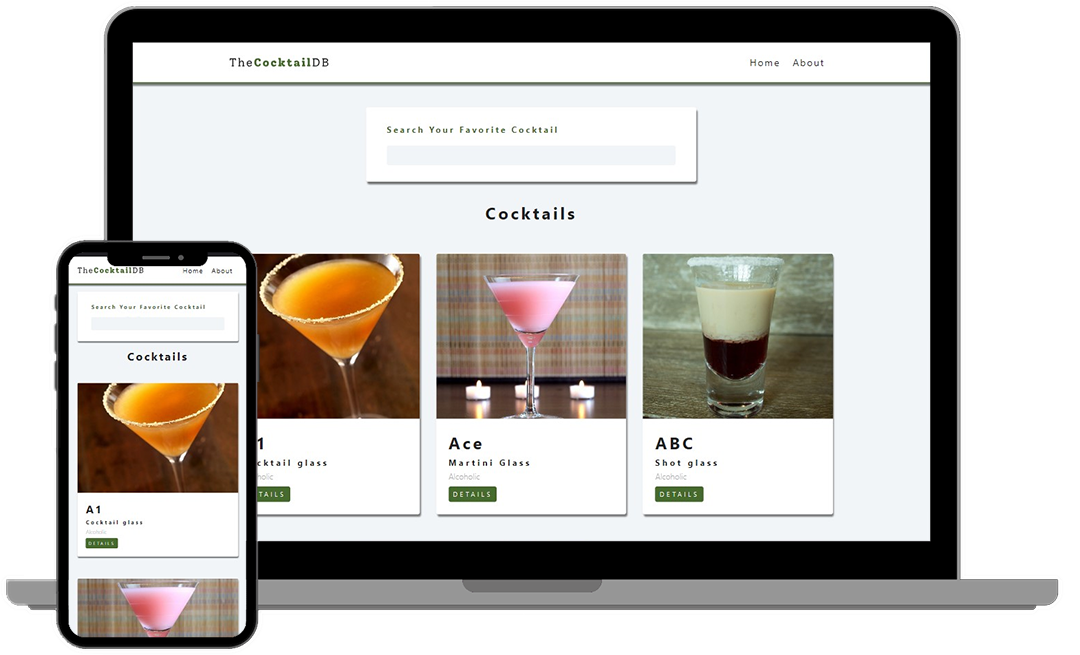 TheCocktailDB
Home About
Search Your Favorite Cocktail
Cocktails
1
cktail glass
holic
TAILS
Ace
Martini Glass
Alcoholic
DETAILS
ABC
Shot glass
Alcoholic
DETAILS
TheCocktailDB
Home About
Search Your Favorite Cocktail
Cocktails
A1
Cocktail glass
Alcoholic
DETAILS